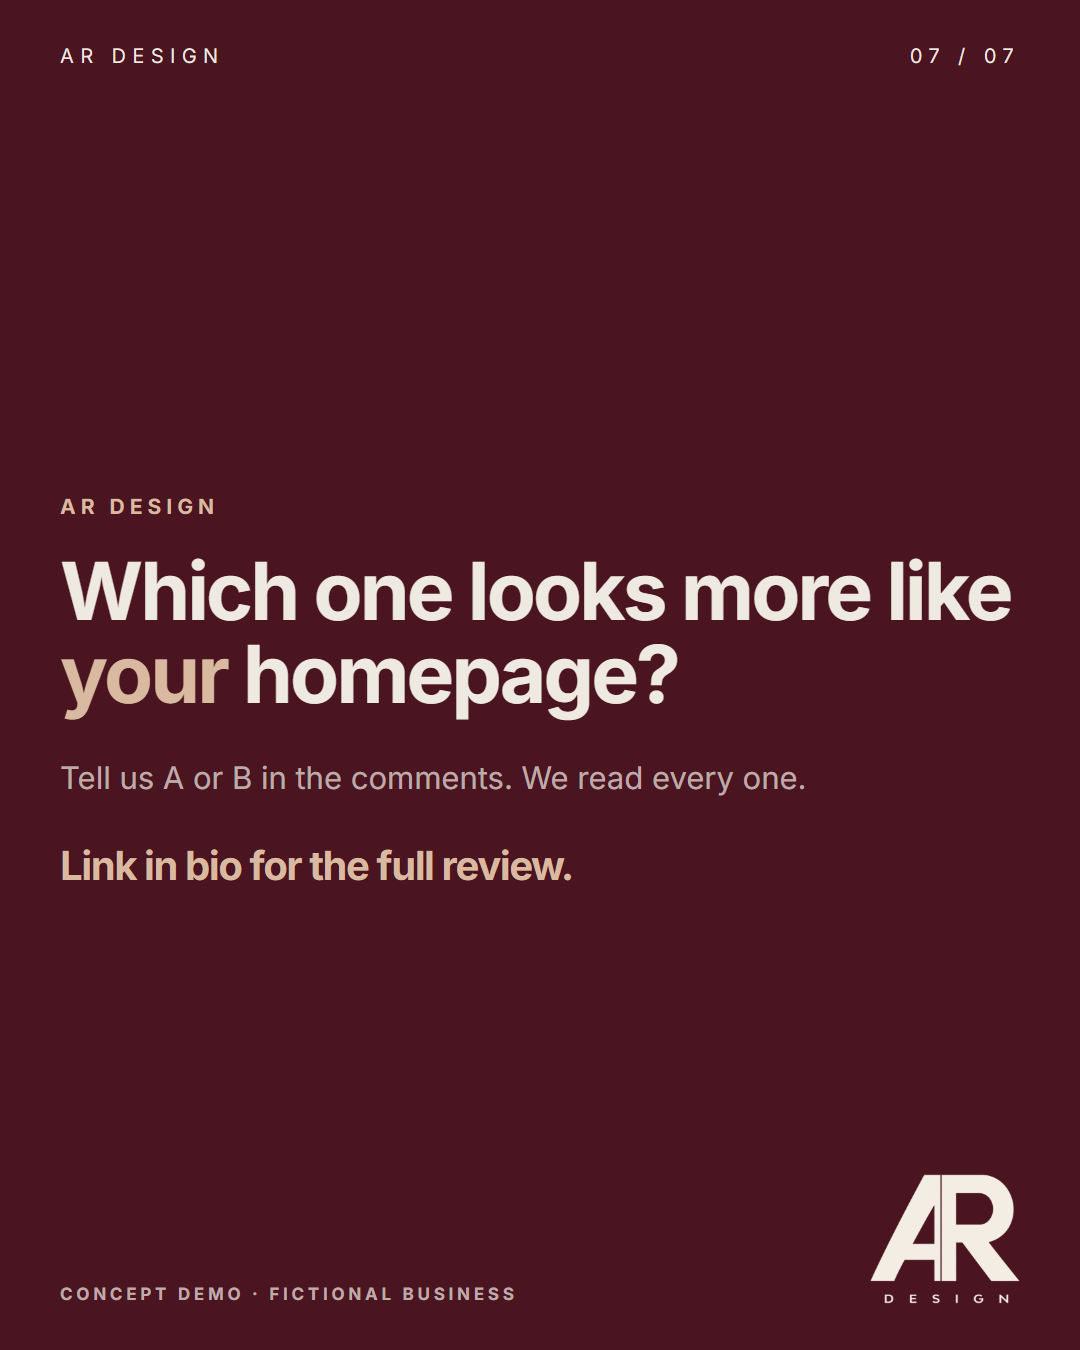 AR DESIGN
07 / 07
AR DESIGN
Which one looks more like
your homepage?
Tell us A or B in the comments. We read every one.
Link in bio for the full review.
CONCEPT DEMO · FICTIONAL BUSINESS
AR
DESIGN